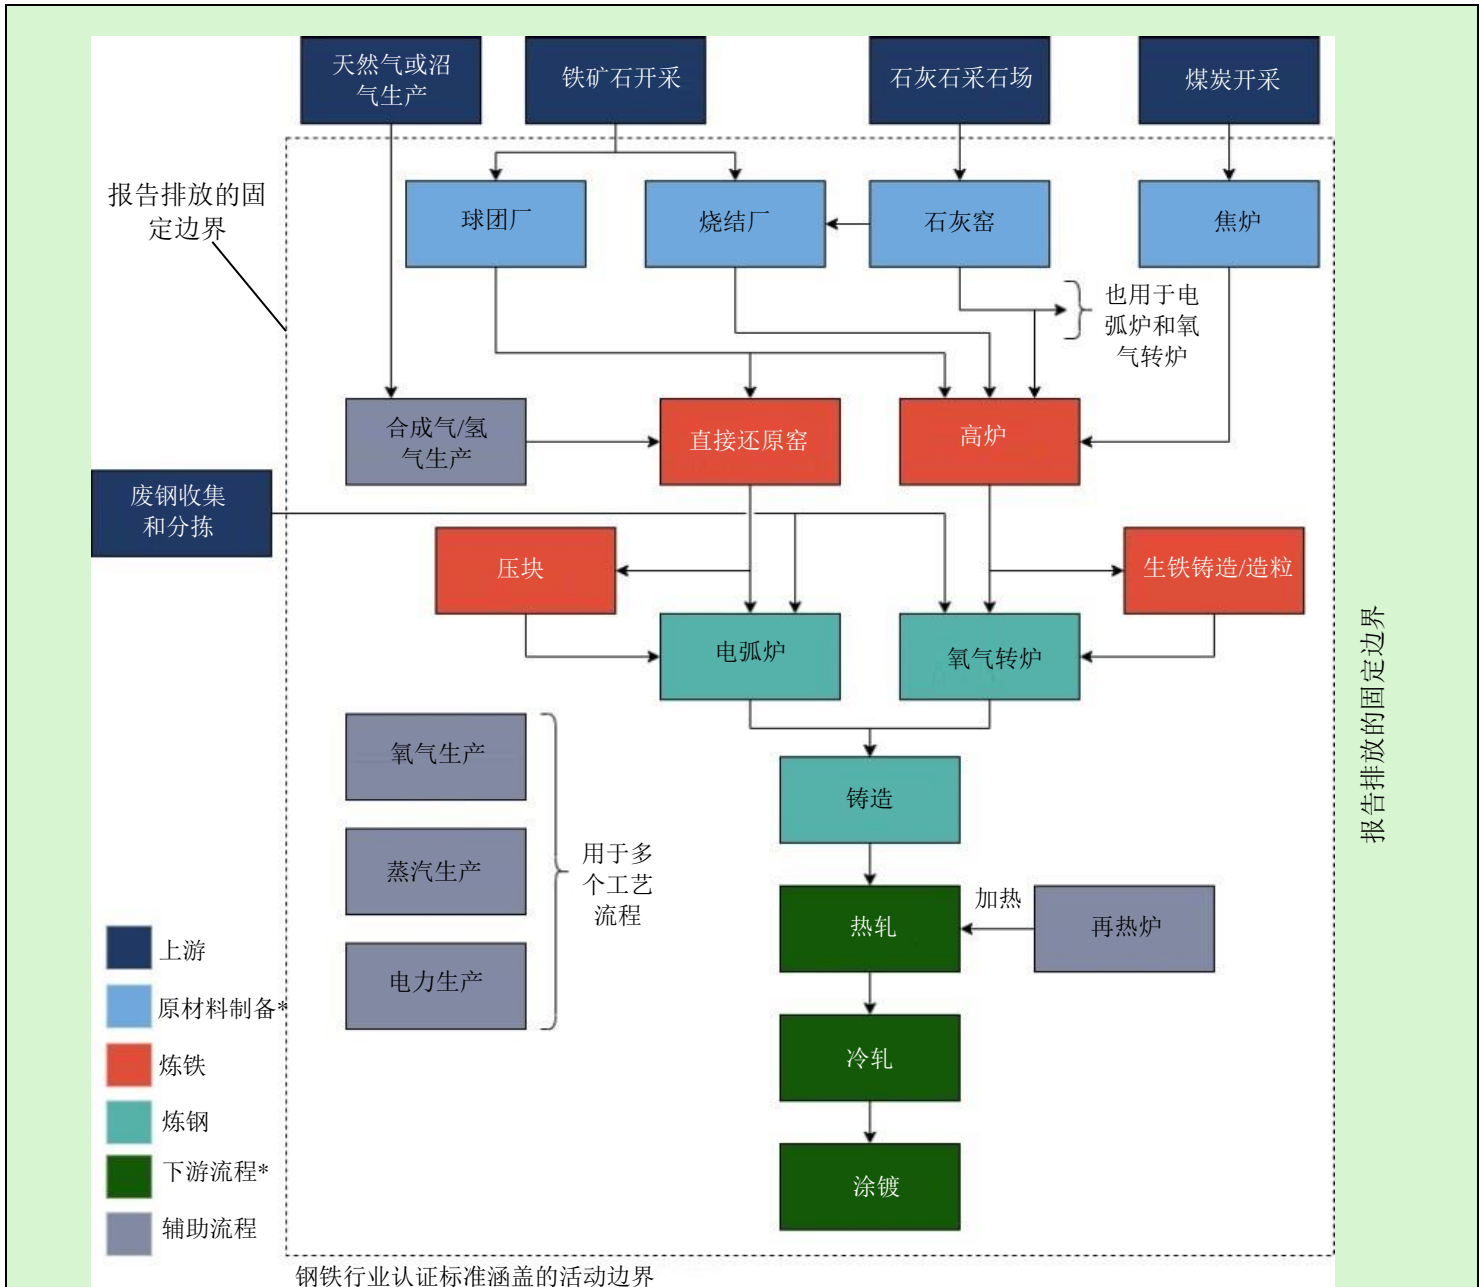 天然气或沼
气生产
铁矿石开采
石灰石采石场
煤炭开采
报告排放的固
定边界
球团厂
烧结厂
石灰窑
焦炉
也用于电
弧炉和氧
气转炉
合成气/氢
气生产
直接还原窑
高炉
废钢收集
和分拣
压块
生铁铸造/造粒
电弧炉
氧气转炉
报告排放的固定边界
氧气生产
蒸汽生产
电力生产
用于多
个工艺
流程
铸造
热轧
加热
再热炉
冷轧
涂镀
上游
原材料制备*
炼铁
炼钢
下游流程*
辅助流程
钢铁行业认证标准涵盖的活动边界